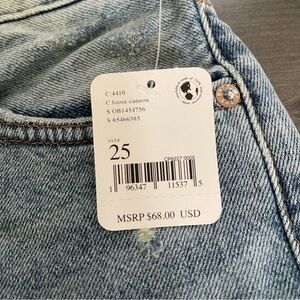 C 4410
C loose cannon
S OB1454756
S 65466385
size
25
1 96347 11537 5
MSRP $68.00 USD